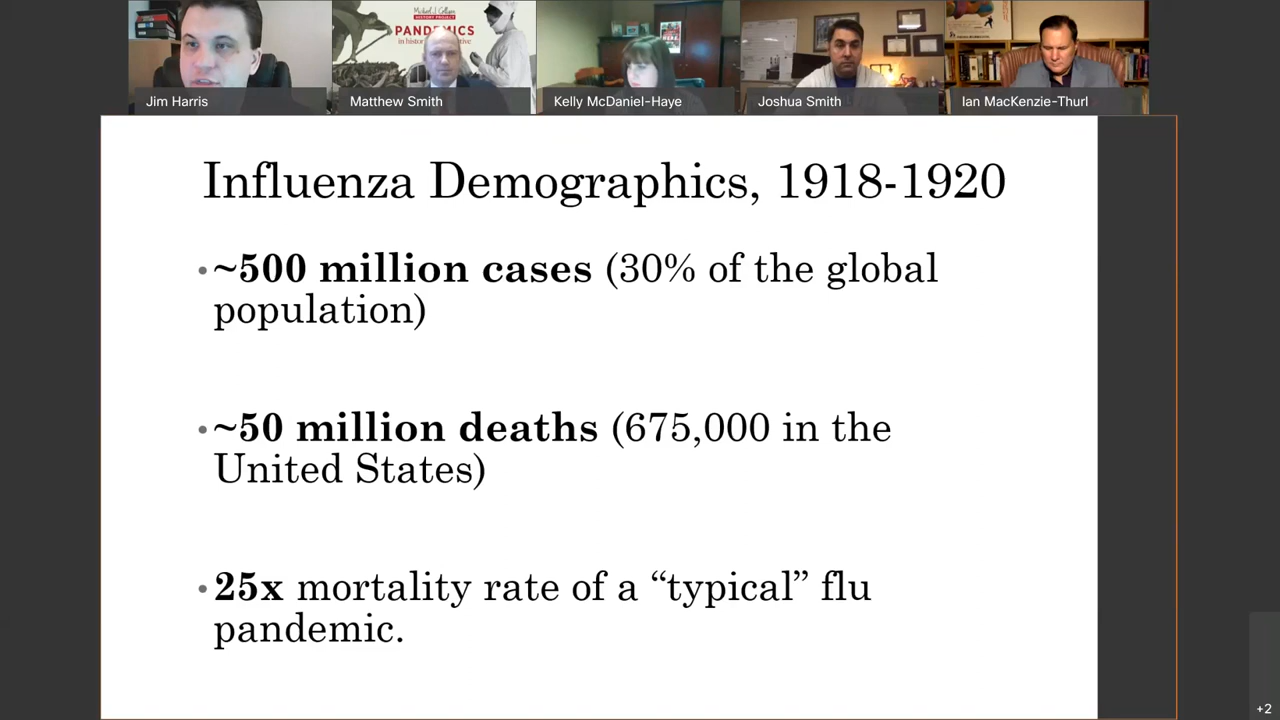 PANDEMICS
Jim Harris
Matthew Smith
Kelly McDaniel-Haye
Joshua Smith
Ian MacKenzie-Thurl
Influenza Demographics, 1918-1920
• ~500 million cases (30% of the global
population)
• ~50 million deaths (675,000 in the
United States)
• 25x mortality rate of a “typical” flu
pandemic.
+2